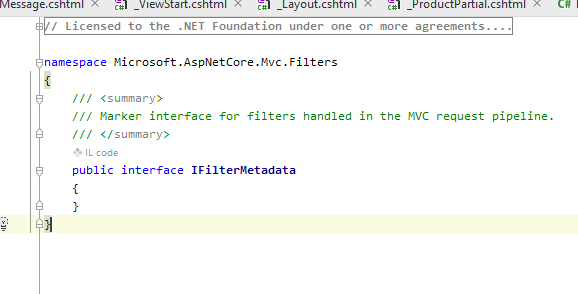 Message.cshtml _ViewStart.cshtml _Layout.cshtml _ProductPartial.cshtml
// Licensed to the .NET Foundation under one or more agreements....
namespace Microsoft.AspNetCore.Mvc.Filters
{
/// <summary>
/// Marker interface for filters handled in the MVC request pipeline.
/// </summary>
IL code
public interface IFilterMetadata
{
}
}